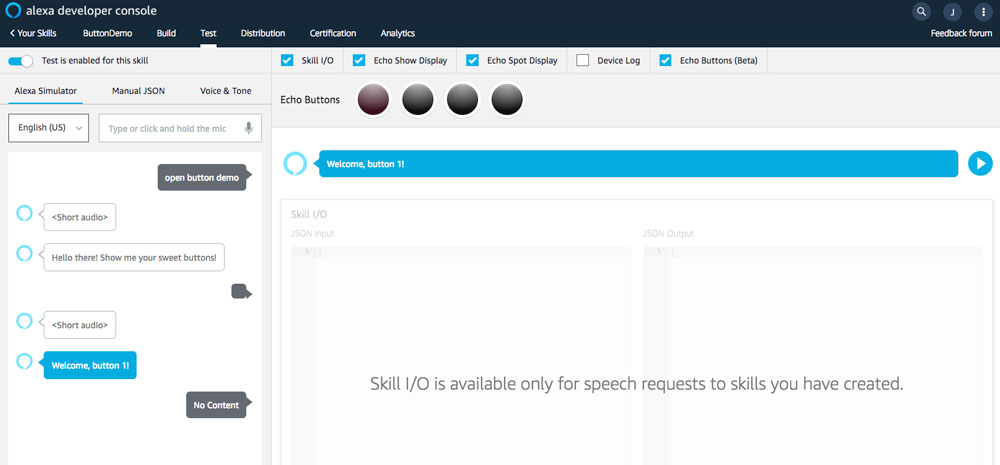 alexa developer console
J
Your Skills
ButtonDemo
Build
Test
Distribution
Certification
Analytics
Feedback forum
Test is enabled for this skill
Skill I/O
Echo Show Display
Echo Spot Display
Device Log
Echo Buttons (Beta)
Alexa Simulator
Manual JSON
Voice & Tone
Echo Buttons
English (US)
Type or click and hold the mic
open button demo
<Short audio>
Hello there! Show me your sweet buttons!
<Short audio>
Welcome, button 1!
No Content
Welcome, button 1!
Skill I/O
JSON Input
JSON Output
1
1
Skill I/O is available only for speech requests to skills you have created.